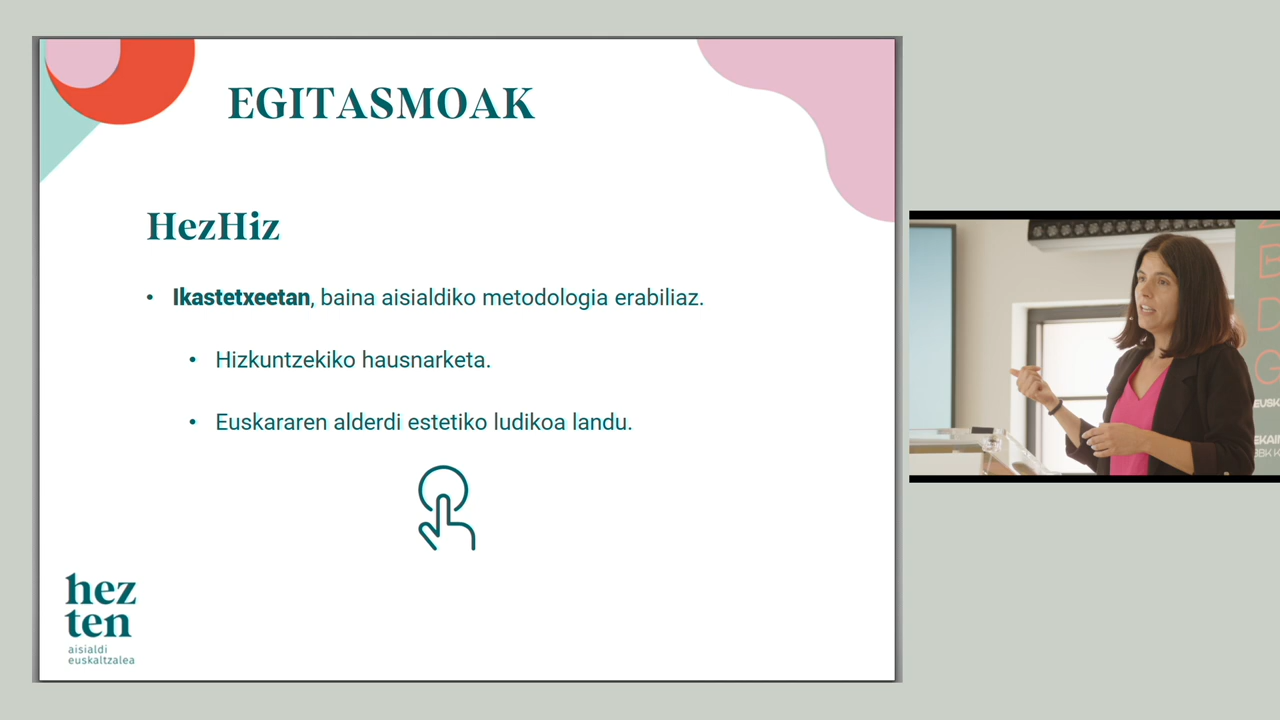 EGITASMOAK
HezHiz
• Ikastetxeetan, baina aisialdiko metodologia erabiliaz.
• Hizkuntzekiko hausnarketa.
• Euskararen alderdi estetiko ludikoa landu.
hez
ten
aisialdi
euskaltzalea